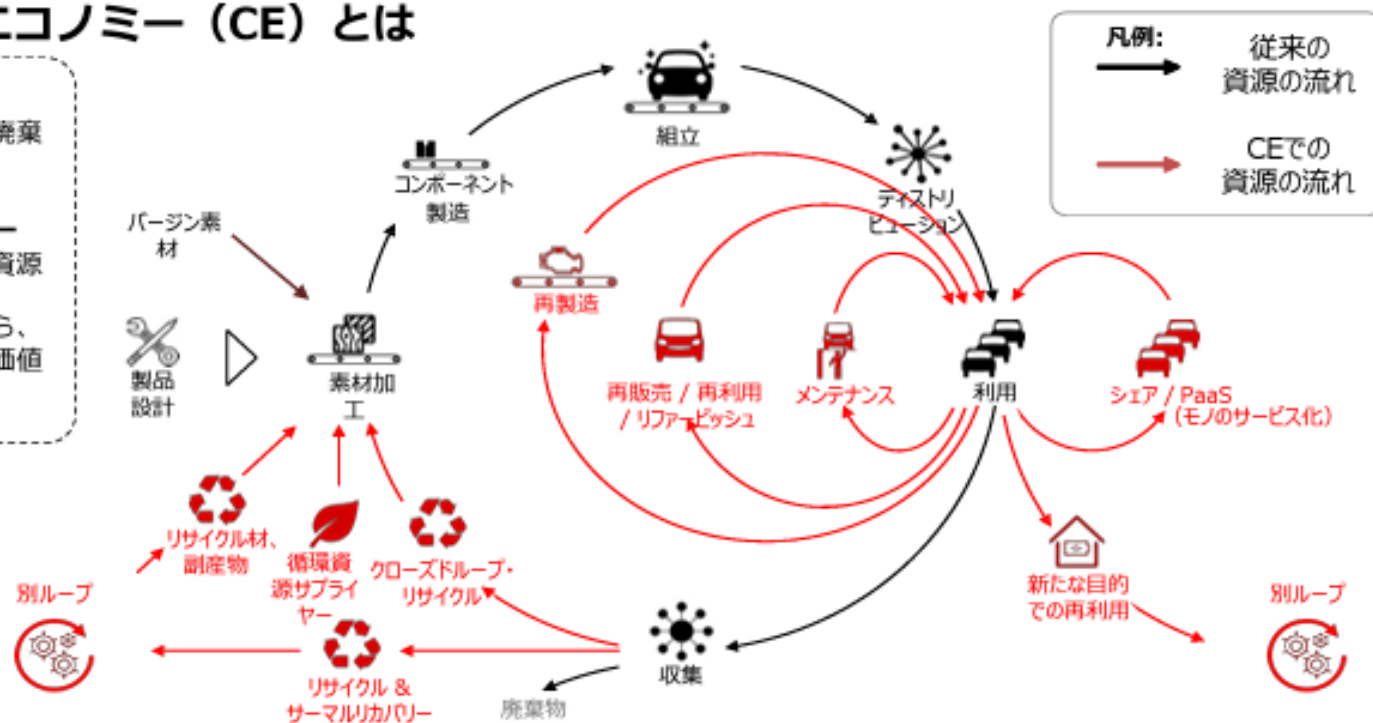 エコノミー（CE）とは
廃棄
資源
ら、
価値
凡例:
従来の
資源の流れ
CEでの
資源の流れ
組立
コンポーネント
製造
ディストリ
ビューション
バージン素
材
再製造
製品
設計
素材加
工
再販売 / 再利用
/ リファービッシュ
メンテナンス
利用
シェア / PaaS
（モノのサービス化）
リサイクル材、
副産物
循環資
源サプライ
ヤー
クローズドループ・
リサイクル
新たな目的
での再利用
別ループ
別ループ
収集
リサイクル &
サーマルリカバリー
廃棄物